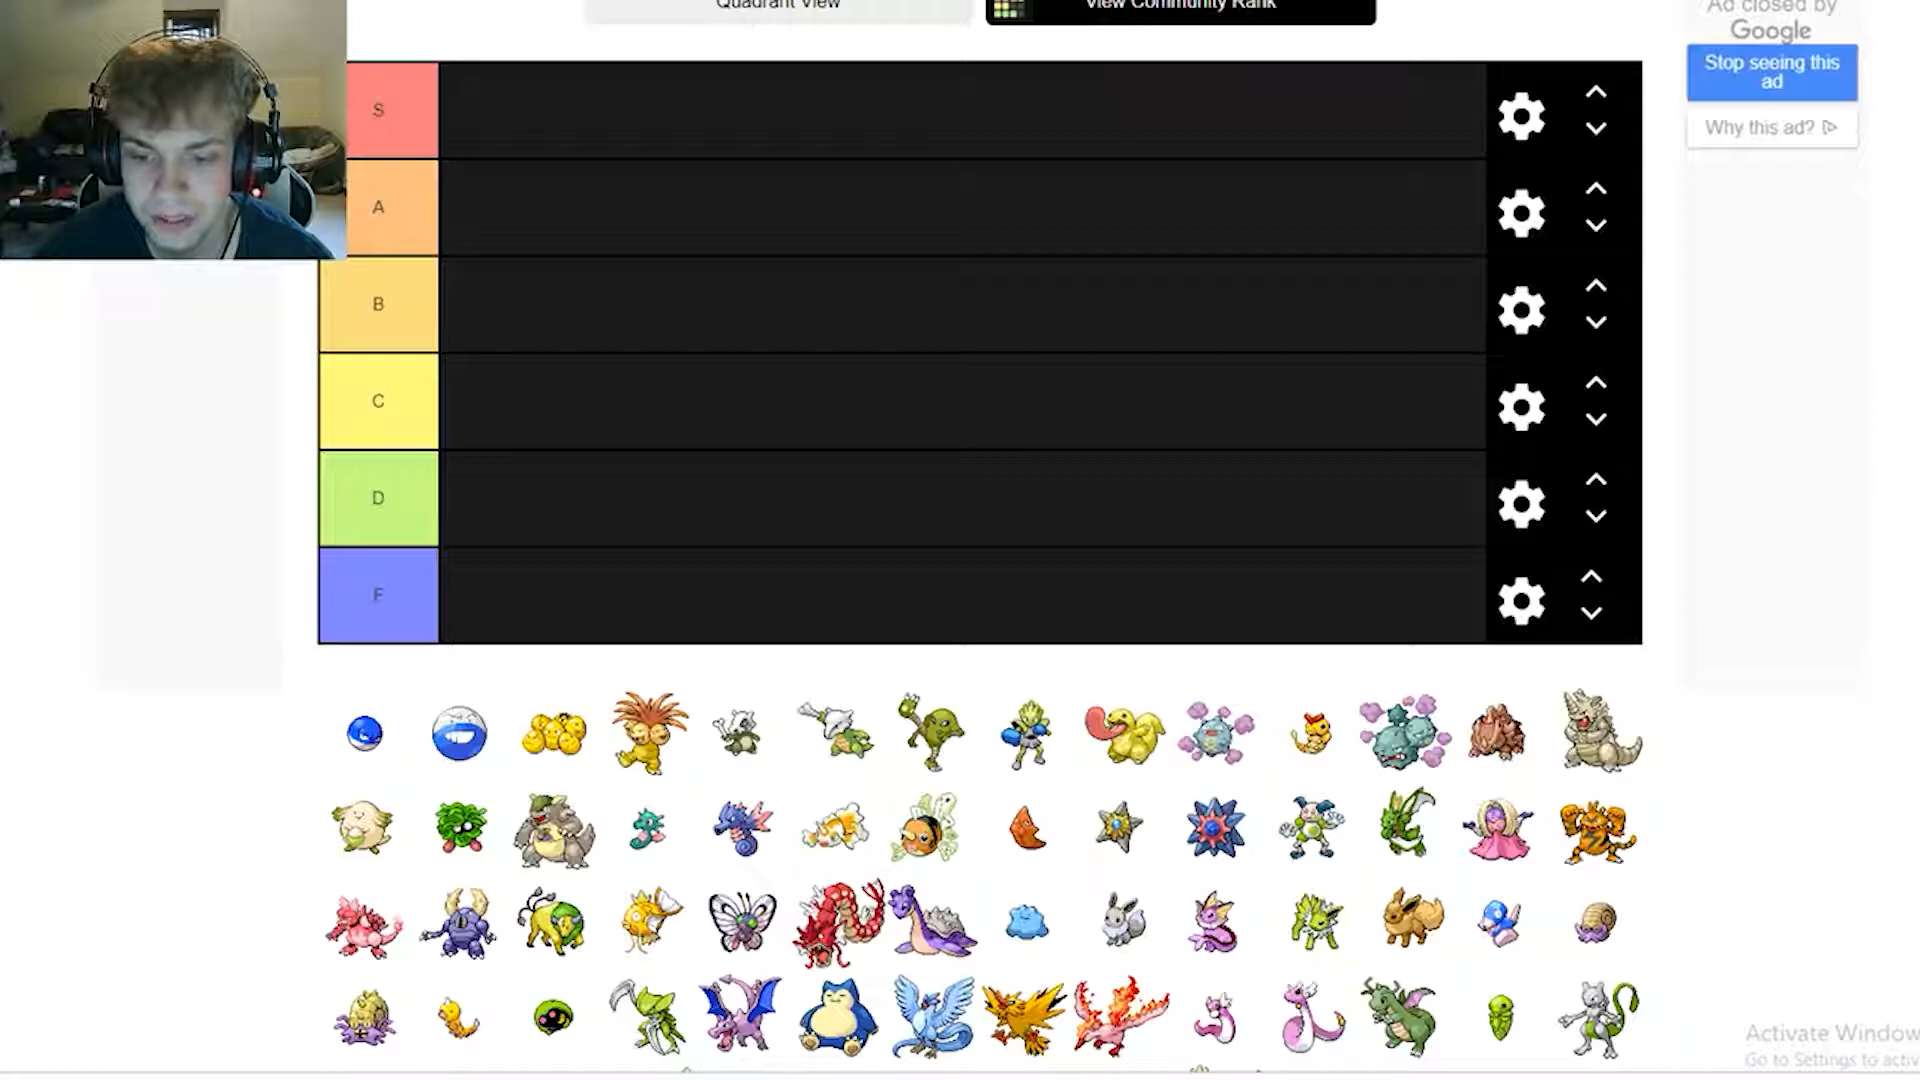 Quadrant View
View Community Rank
Ad closed by
Google
Stop seeing this
ad
Why this ad?
S
A
B
C
D
F
Activate Window
Go to Settings to activ